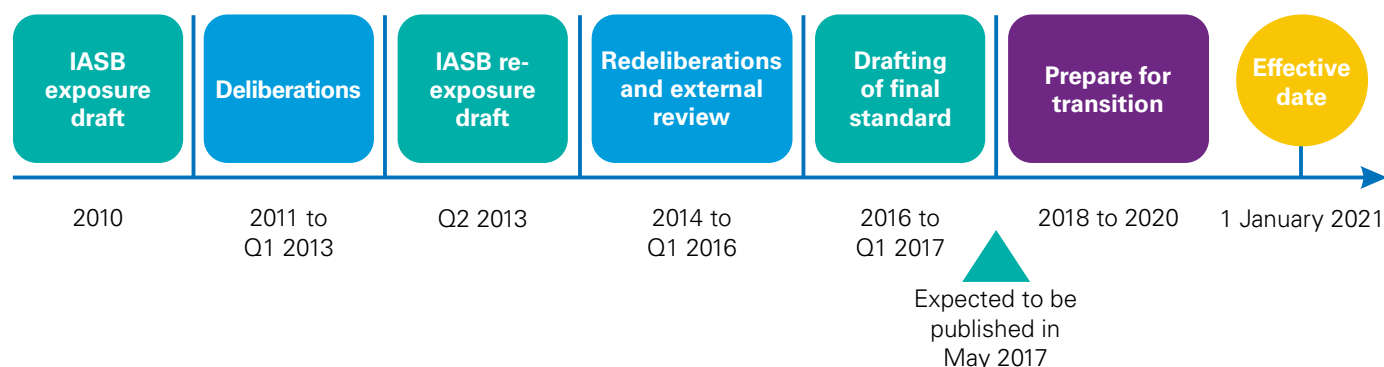 IASB
exposure
draft
Deliberations
IASB re-
exposure
draft
Redeliberations
and external
review
Drafting
of final
standard
Prepare for
transition
Effective
date
2010
2011 to
Q1 2013
Q2 2013
2014 to
Q1 2016
2016 to
Q1 2017
2018 to 2020
1 January 2021
Expected to be
published in
May 2017